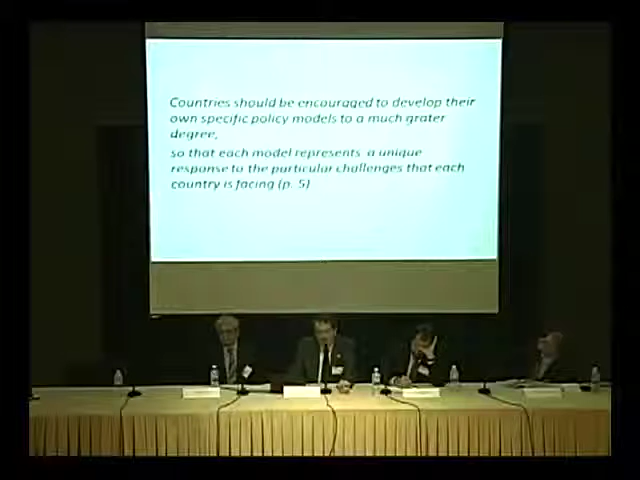 Countries should be encouraged to develop their
own specific policy models to a much grater
degree,
so that each model represents a unique
response to the particular challenges that each
country is facing (p. 5)